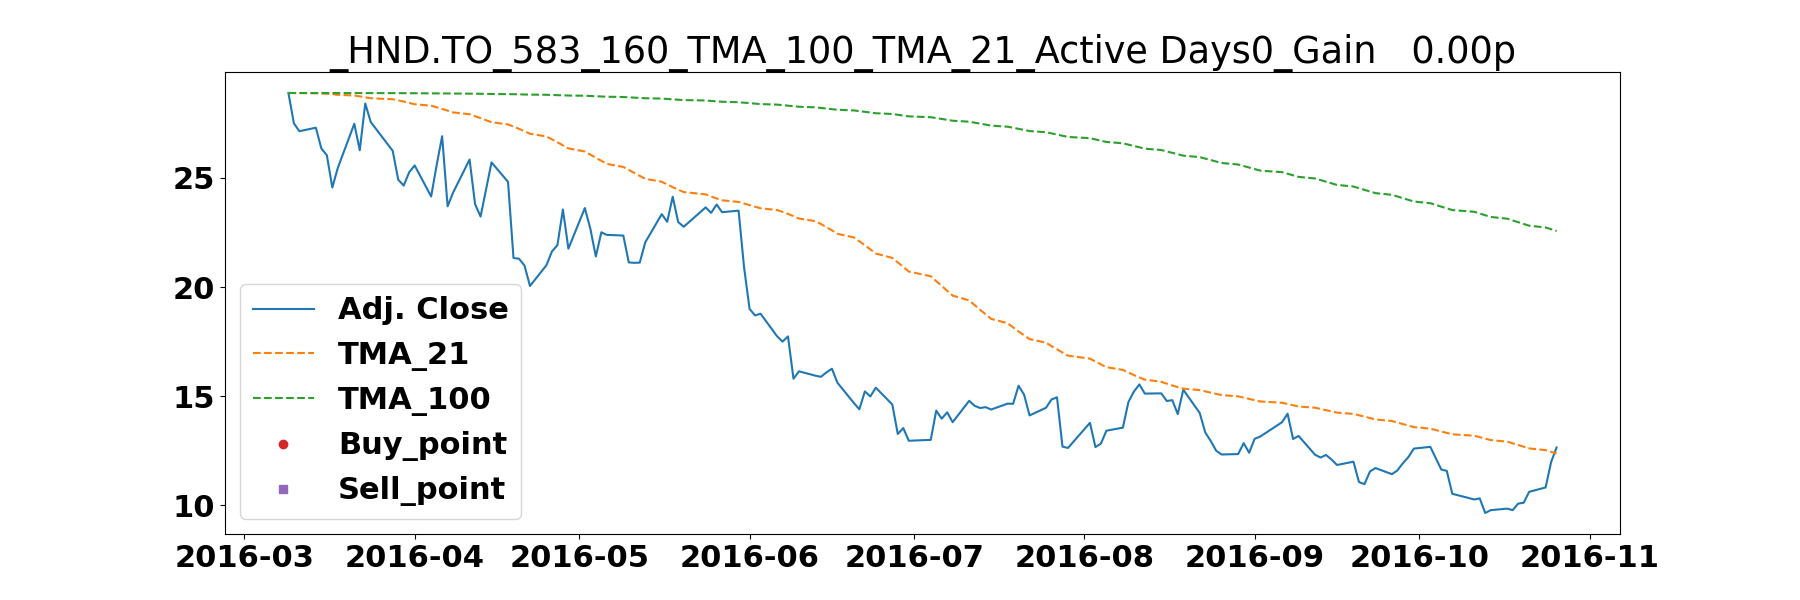 _HND.TO_583_160_TMA_100_TMA_21_Active Days0_Gain   0.00p
25
20
15
10
Adj. Close
TMA_21
TMA_100
Buy_point
Sell_point
2016-03 2016-04 2016-05 2016-06 2016-07 2016-08 2016-09 2016-10 2016-11